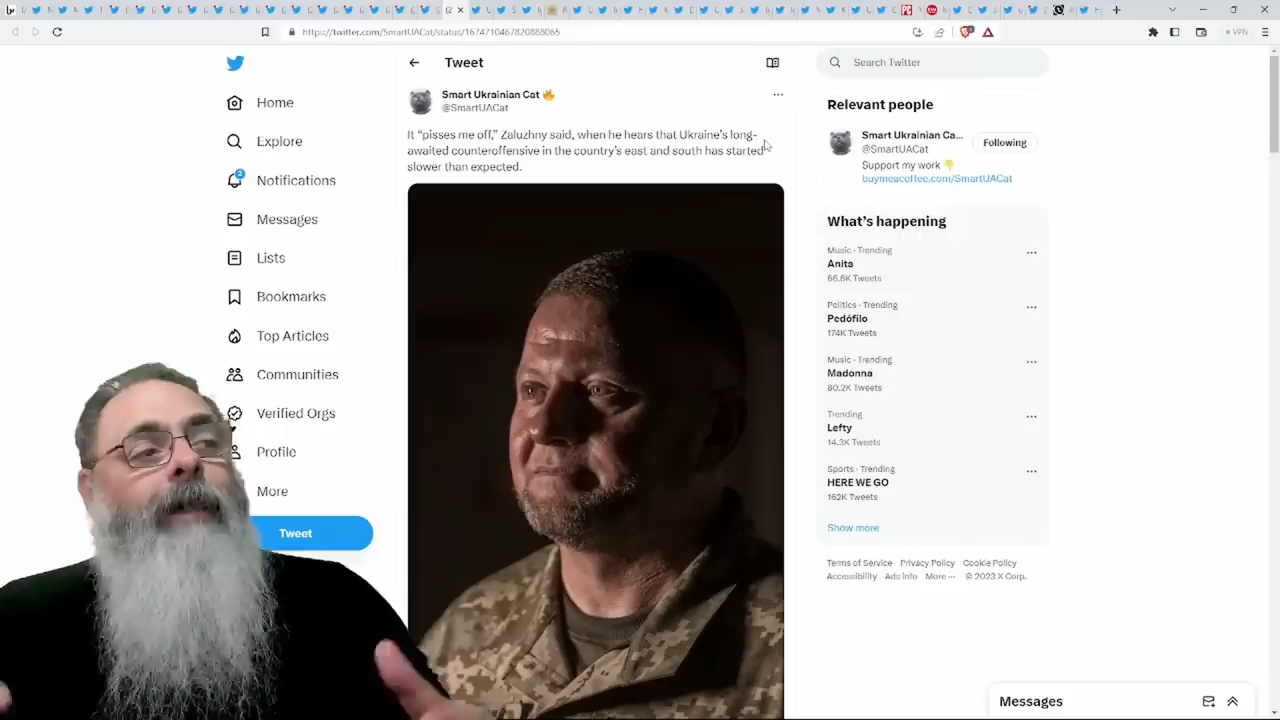 https://twitter.com/SmartUACat/status/1674710467820888065
VPN
Home
Explore
2
Notifications
Messages
Lists
Bookmarks
Top Articles
Communities
Verified Orgs
Profile
More
Tweet
Tweet
Smart Ukrainian Cat 🔥
@SmartUACat
It “pisses me off,” Zaluzhny said, when he hears that Ukraine’s long-
awaited counteroffensive in the country’s east and south has started
slower than expected.
Search Twitter
Relevant people
Smart Ukrainian Ca...
@SmartUACat
Following
Support my work 👇
buymeacoffee.com/SmartUACat
What’s happening
Music · Trending
Anita
66.6K Tweets
Politics · Trending
Pedófilo
174K Tweets
Music · Trending
Madonna
80.2K Tweets
Trending
Lefty
14.3K Tweets
Sports · Trending
HERE WE GO
162K Tweets
Show more
Terms of Service Privacy Policy Cookie Policy
Accessibility Ads info More ··· © 2023 X Corp.
Messages